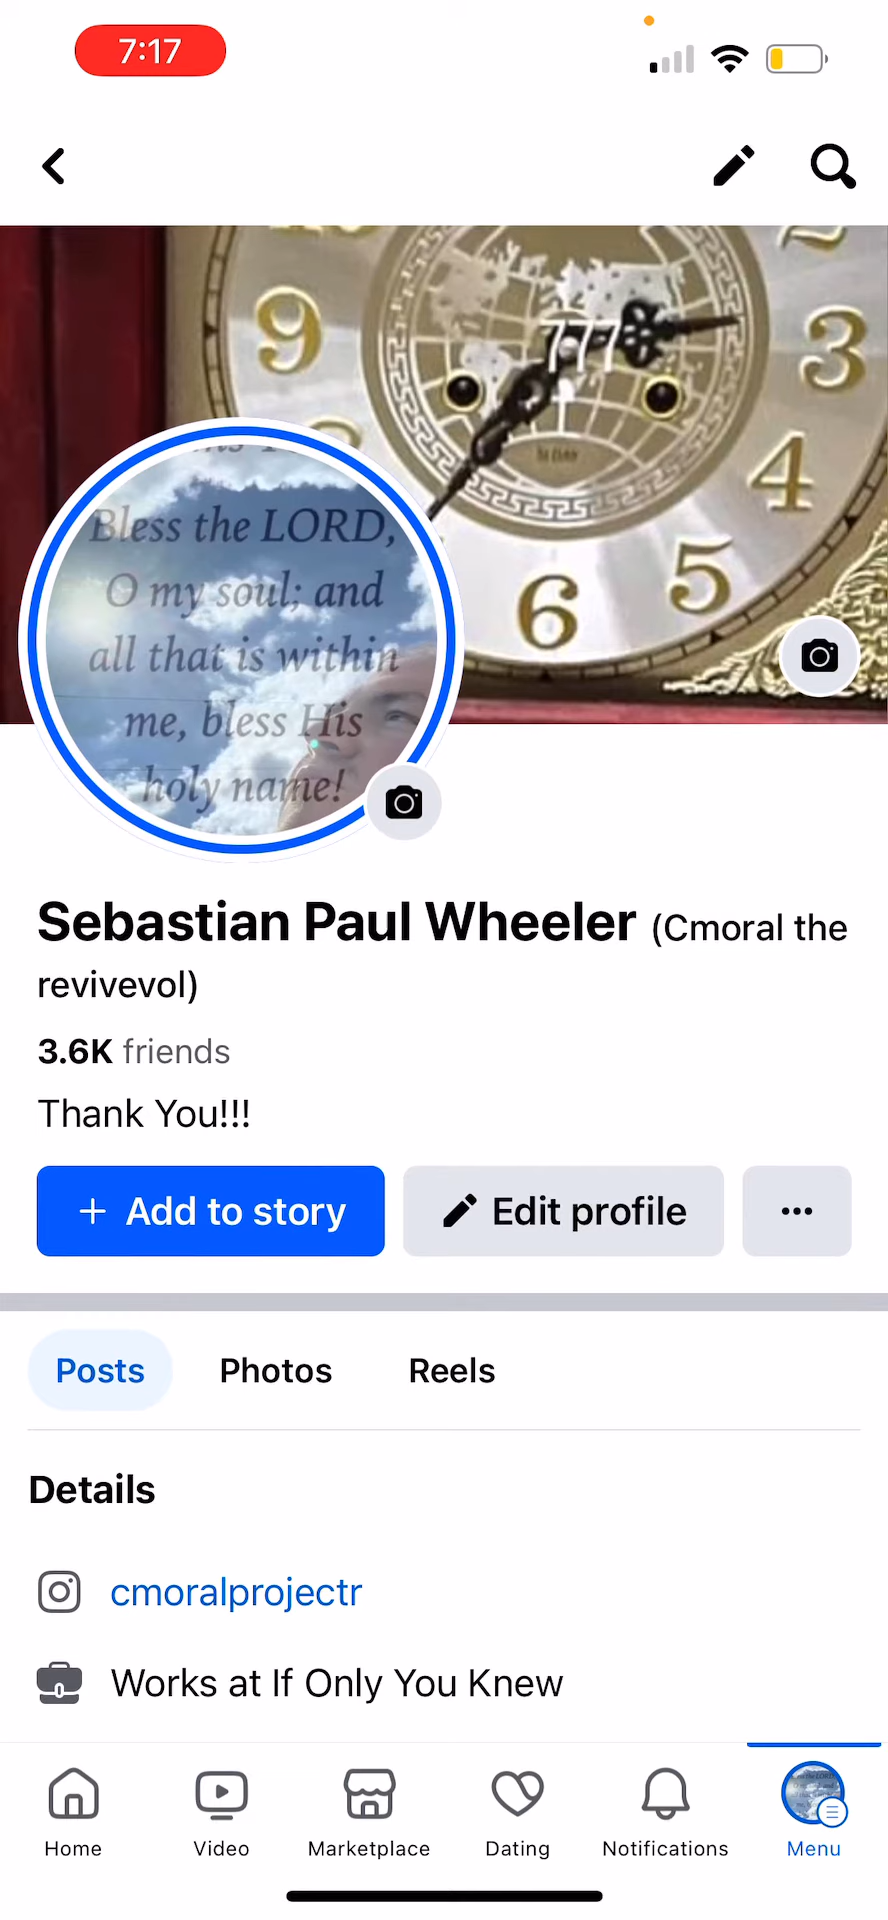 7:17
9
777
3
4
5
6
Bless the LORD,
O my soul; and
all that is within
me, bless His
holy name!
Sebastian Paul Wheeler (Cmoral the
revivevol)
3.6K friends
Thank You!!!
+ Add to story
Edit profile
...
Posts
Photos
Reels
Details
cmoralprojectr
Works at If Only You Knew
Home
Video
Marketplace
Dating
Notifications
Menu